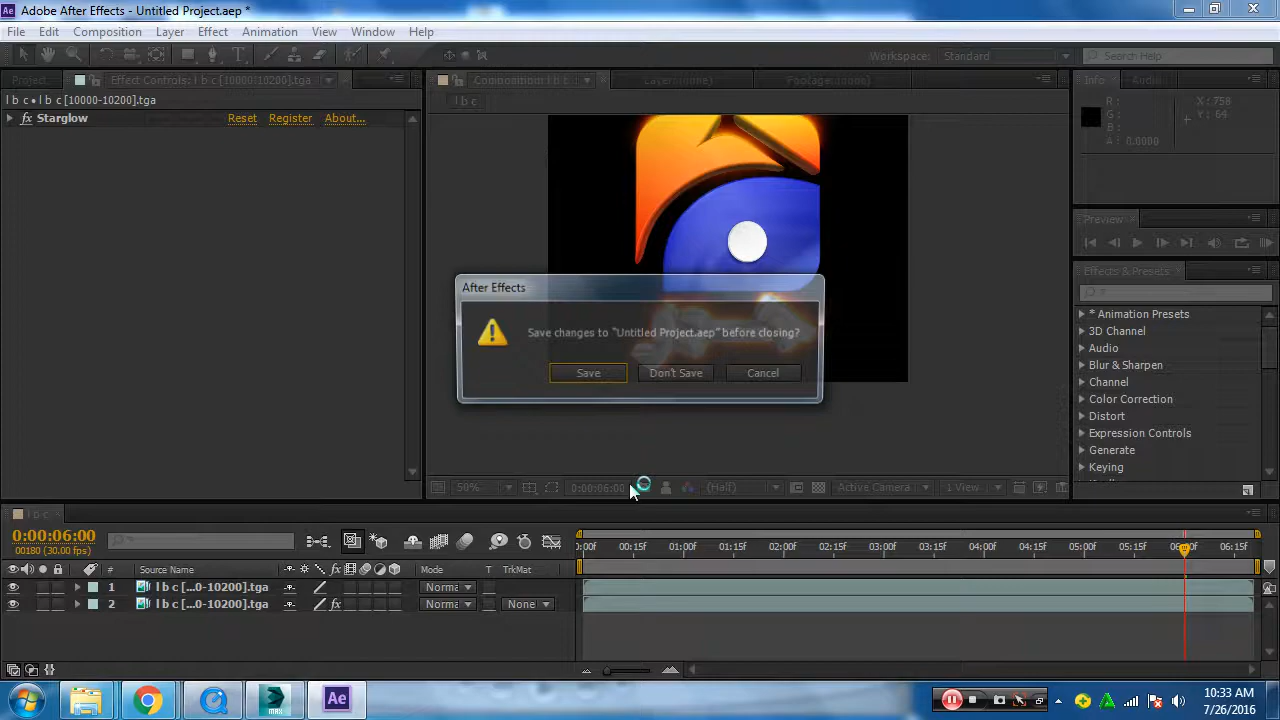 Adobe After Effects - Untitled Project.aep *
File Edit Composition Layer Effect Animation View Window Help
Workspace: Standard Search Help
Project Effect Controls: l b c [10000-10200].tga Composition: l b c Layer: (none) Footage: (none) Info Audio
l b c • l b c [10000-10200].tga l b c
R: X: 758
G: Y: 64
B:
A: 0.0000
fx Starglow Reset Register About...
Preview
Effects & Presets
* Animation Presets
3D Channel
Audio
Blur & Sharpen
Channel
Color Correction
Distort
Expression Controls
Generate
Keying
After Effects
Save changes to "Untitled Project.aep" before closing?
Save Don't Save Cancel
50% 0:00:06:00 (Half) Active Camera 1 View
l b c
0:00:06:00
00180 (30.00 fps)
0:00f 00:15f 01:00f 01:15f 02:00f 02:15f 03:00f 03:15f 04:00f 04:15f 05:00f 05:15f 06:15f
# Source Name Mode T TrkMat
1 l b c [...0-10200].tga Norma
2 l b c [...0-10200].tga fx Norma None
Ae MAX
10:33 AM
7/26/2016